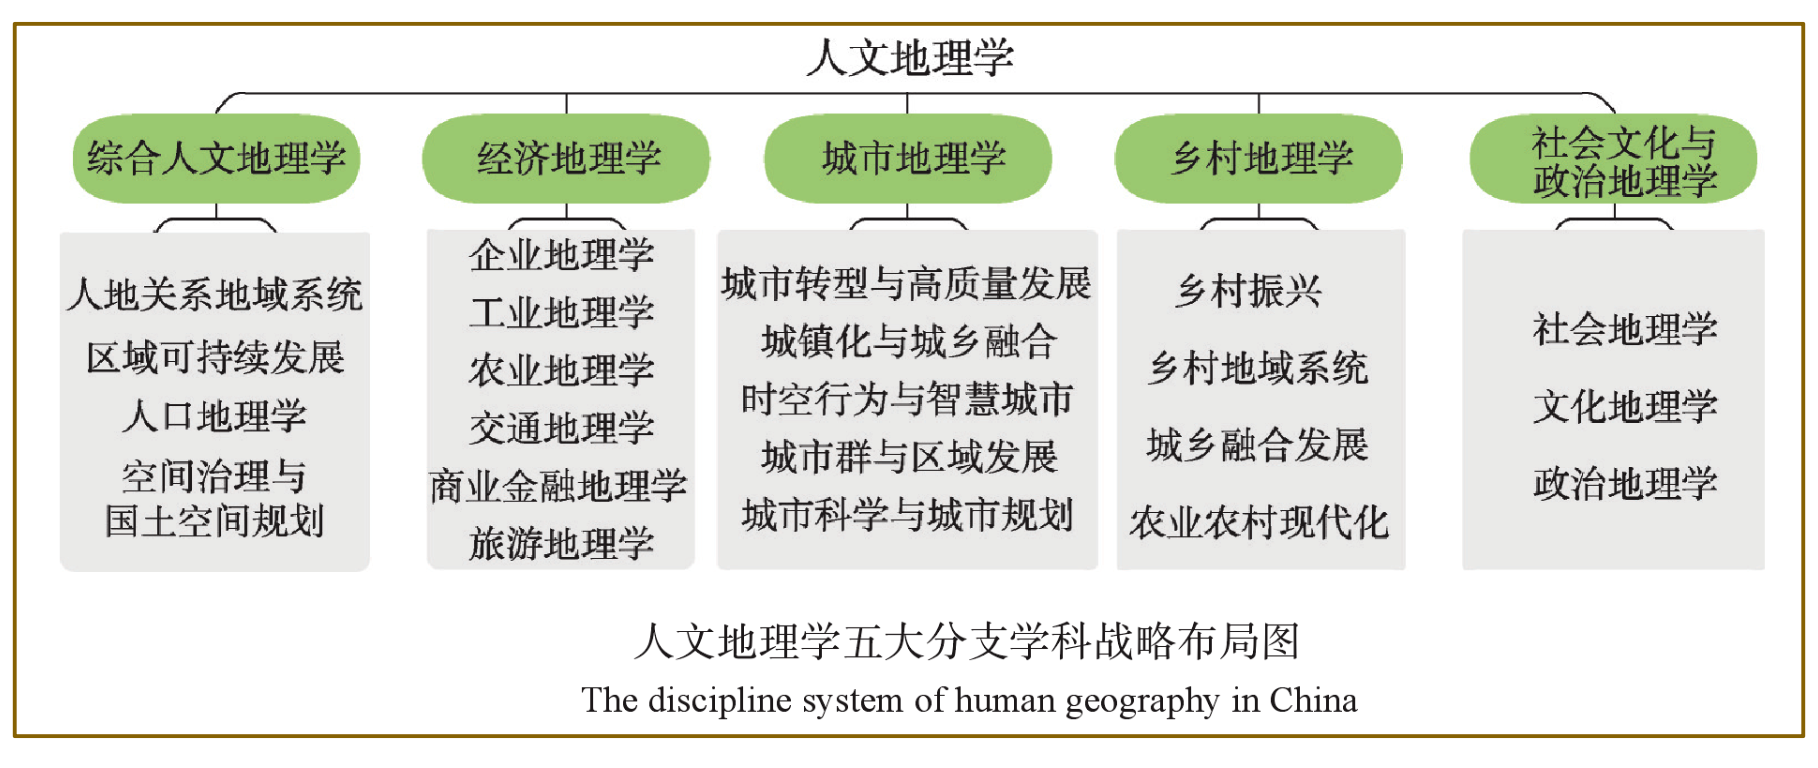 人文地理学
综合人文地理学
人地关系地域系统
区域可持续发展
人口地理学
空间治理与
国土空间规划
经济地理学
企业地理学
工业地理学
农业地理学
交通地理学
商业金融地理学
旅游地理学
城市地理学
城市转型与高质量发展
城镇化与城乡融合
时空行为与智慧城市
城市群与区域发展
城市科学与城市规划
乡村地理学
乡村振兴
乡村地域系统
城乡融合发展
农业农村现代化
社会文化与
政治地理学
社会地理学
文化地理学
政治地理学
人文地理学五大分支学科战略布局图
The discipline system of human geography in China